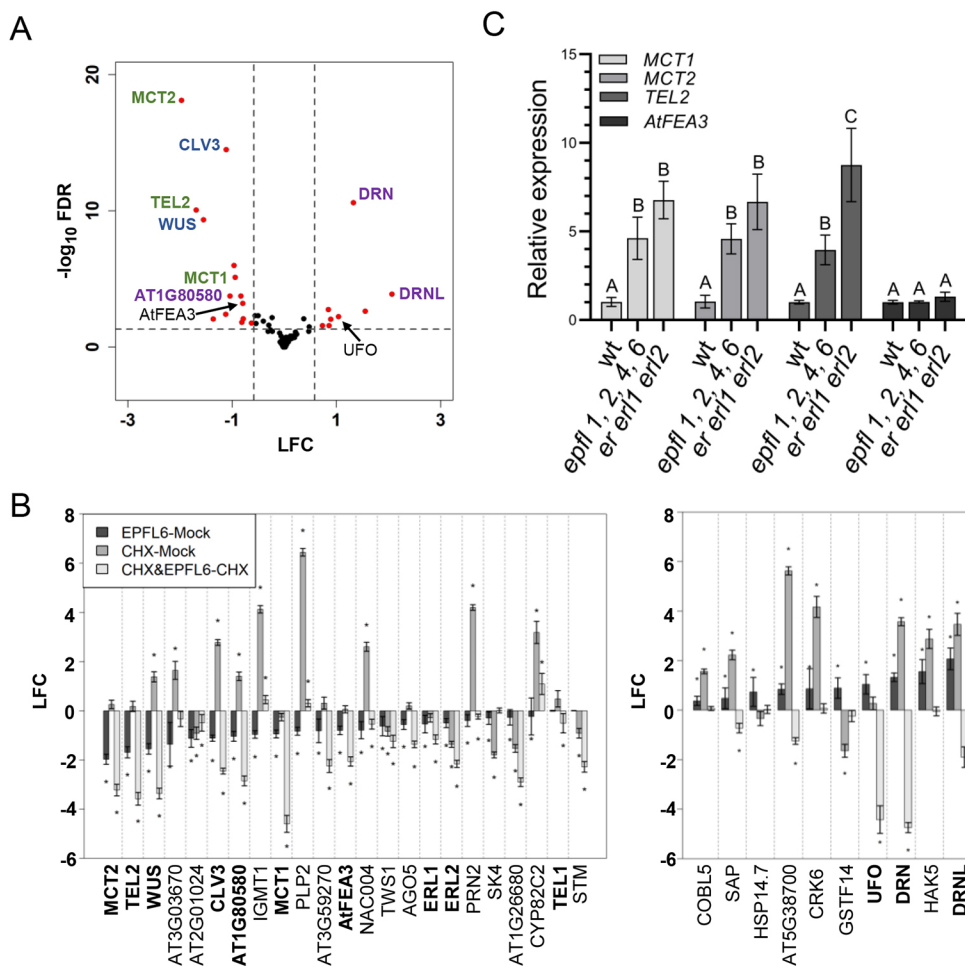 A
20
10
0
-log10 FDR
-3
-1
1
3
LFC
MCT2
CLV3
TEL2
WUS
MCT1
AT1G80580
AtFEA3
DRN
DRNL
UFO
C
15
10
5
0
Relative expression
MCT1
MCT2
TEL2
AtFEA3
A
B
B
A
B
B
A
B
C
A
A
A
wt
epfl 1, 2, 4, 6
er erl1 erl2
wt
epfl 1, 2, 4, 6
er erl1 erl2
wt
epfl 1, 2, 4, 6
er erl1 erl2
wt
epfl 1, 2, 4, 6
er erl1 erl2
B
8
6
4
2
0
-2
-4
-6
LFC
EPFL6-Mock
CHX-Mock
CHX&EPFL6-CHX
MCT2
TEL2
WUS
AT3G03670
AT2G01024
CLV3
AT1G80580
IGMT1
MCT1
PLP2
AT3G59270
AtFEA3
NAC004
TWS1
AGO5
ERL1
ERL2
PRN2
SK4
AT1G26680
CYP82C2
TEL1
STM
8
6
4
2
0
-2
-4
-6
LFC
COBL5
SAP
HSP14.7
AT5G38700
CRK6
GSTF14
UFO
DRN
HAK5
DRNL